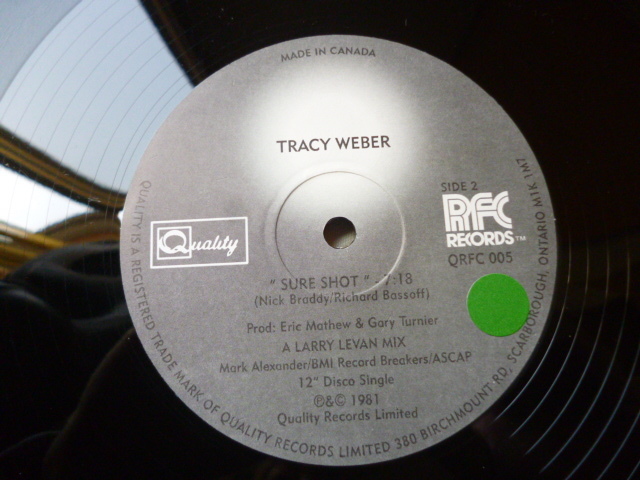 MADE IN CANADA
TRACY WEBER
SIDE 2
RFC
RECORDS™
QRFC 005
Quality
" SURE SHOT " 7:18
(Nick Braddy/Richard Bassoff)
Prod: Eric Mathew & Gary Turnier
A LARRY LEVAN MIX
Mark Alexander/BMI Record Breakers/ASCAP
12" Disco Single
℗&© 1981
Quality Records Limited
QUALITY IS A REGISTERED TRADE MARK OF QUALITY RECORDS LIMITED 380 BIRCHMOUNT RD, SCARBOROUGH, ONTARIO M1K 1M7